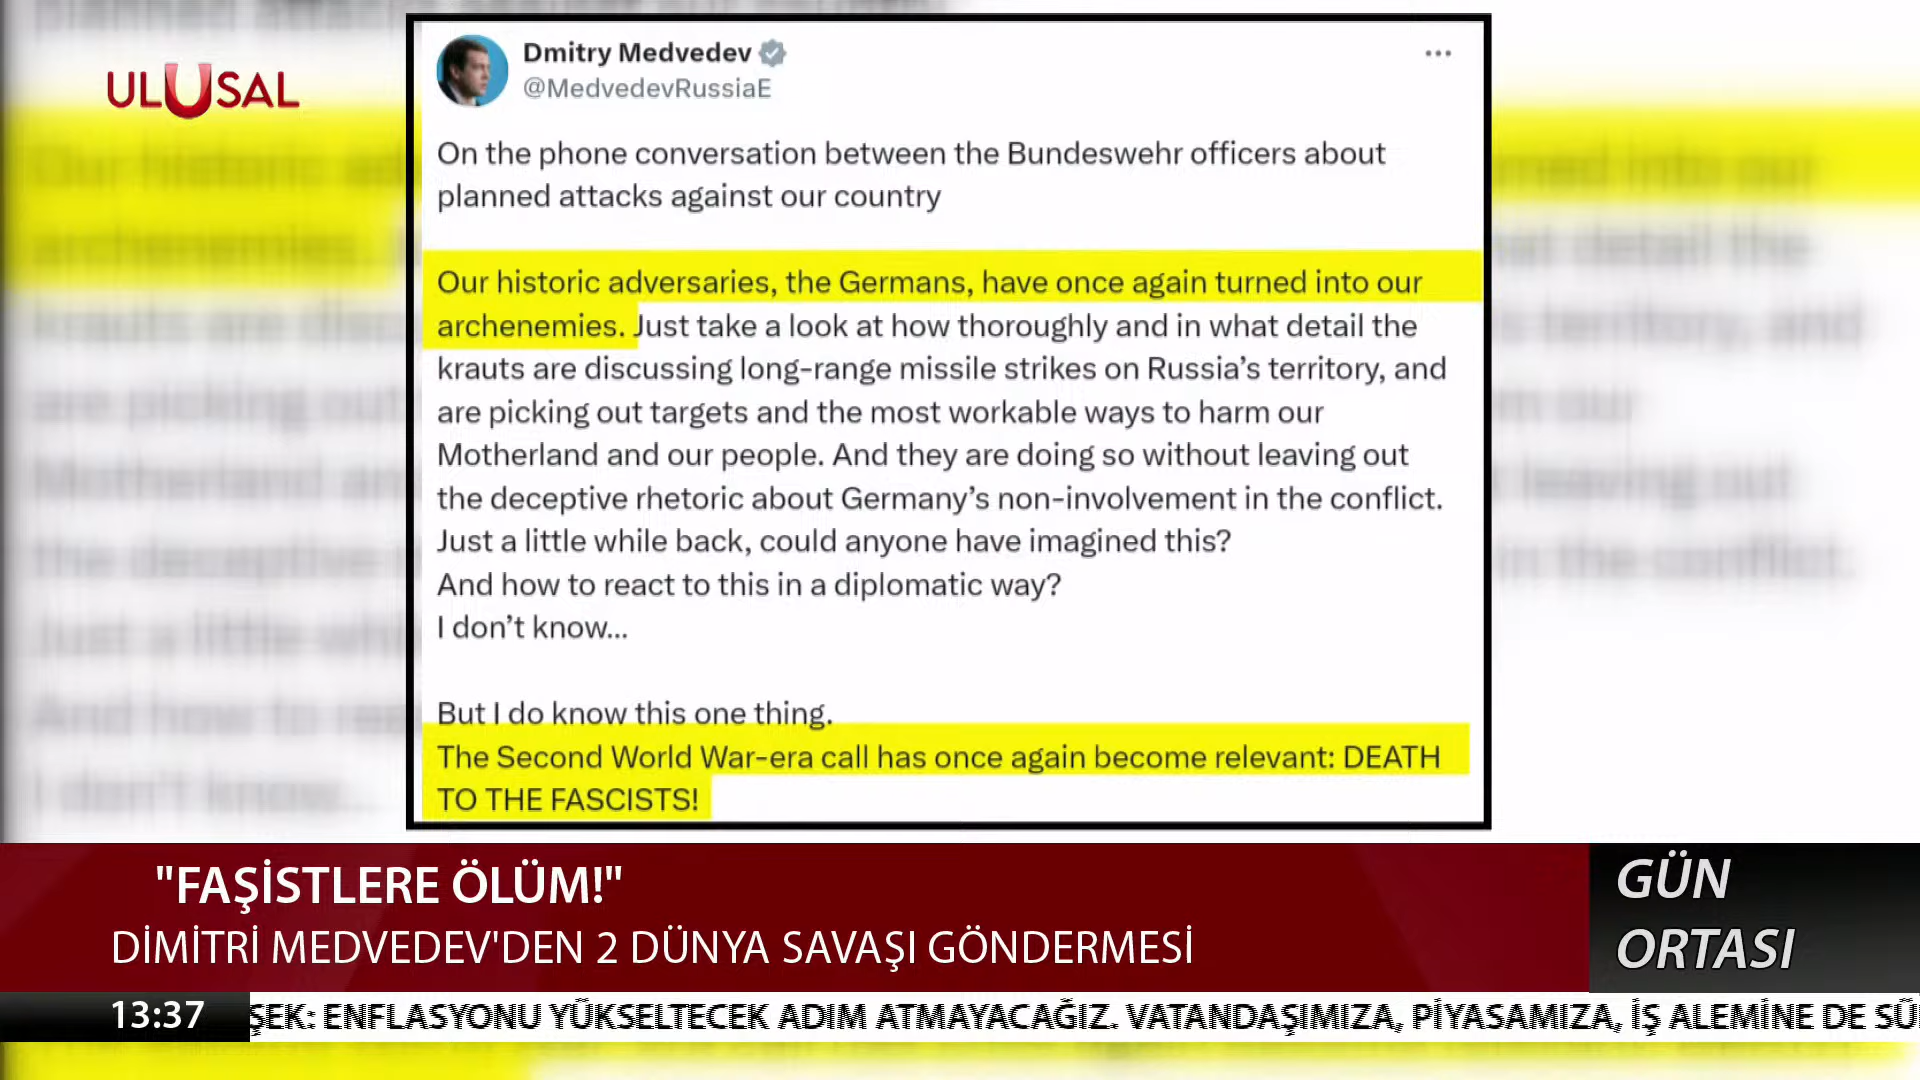 ULUSAL
Dmitry Medvedev
@MedvedevRussiaE
On the phone conversation between the Bundeswehr officers about
planned attacks against our country
Our historic adversaries, the Germans, have once again turned into our
archenemies. Just take a look at how thoroughly and in what detail the
krauts are discussing long-range missile strikes on Russia’s territory, and
are picking out targets and the most workable ways to harm our
Motherland and our people. And they are doing so without leaving out
the deceptive rhetoric about Germany’s non-involvement in the conflict.
Just a little while back, could anyone have imagined this?
And how to react to this in a diplomatic way?
I don’t know...
But I do know this one thing.
The Second World War-era call has once again become relevant: DEATH
TO THE FASCISTS!
"FAŞİSTLERE ÖLÜM!"
DİMİTRİ MEDVEDEV'DEN 2 DÜNYA SAVAŞI GÖNDERMESİ
GÜN
ORTASI
13:37
ŞEK: ENFLASYONU YÜKSELTECEK ADIM ATMAYACAĞIZ. VATANDAŞIMIZA, PİYASAMIZA, İŞ ALEMİNE DE SÜ